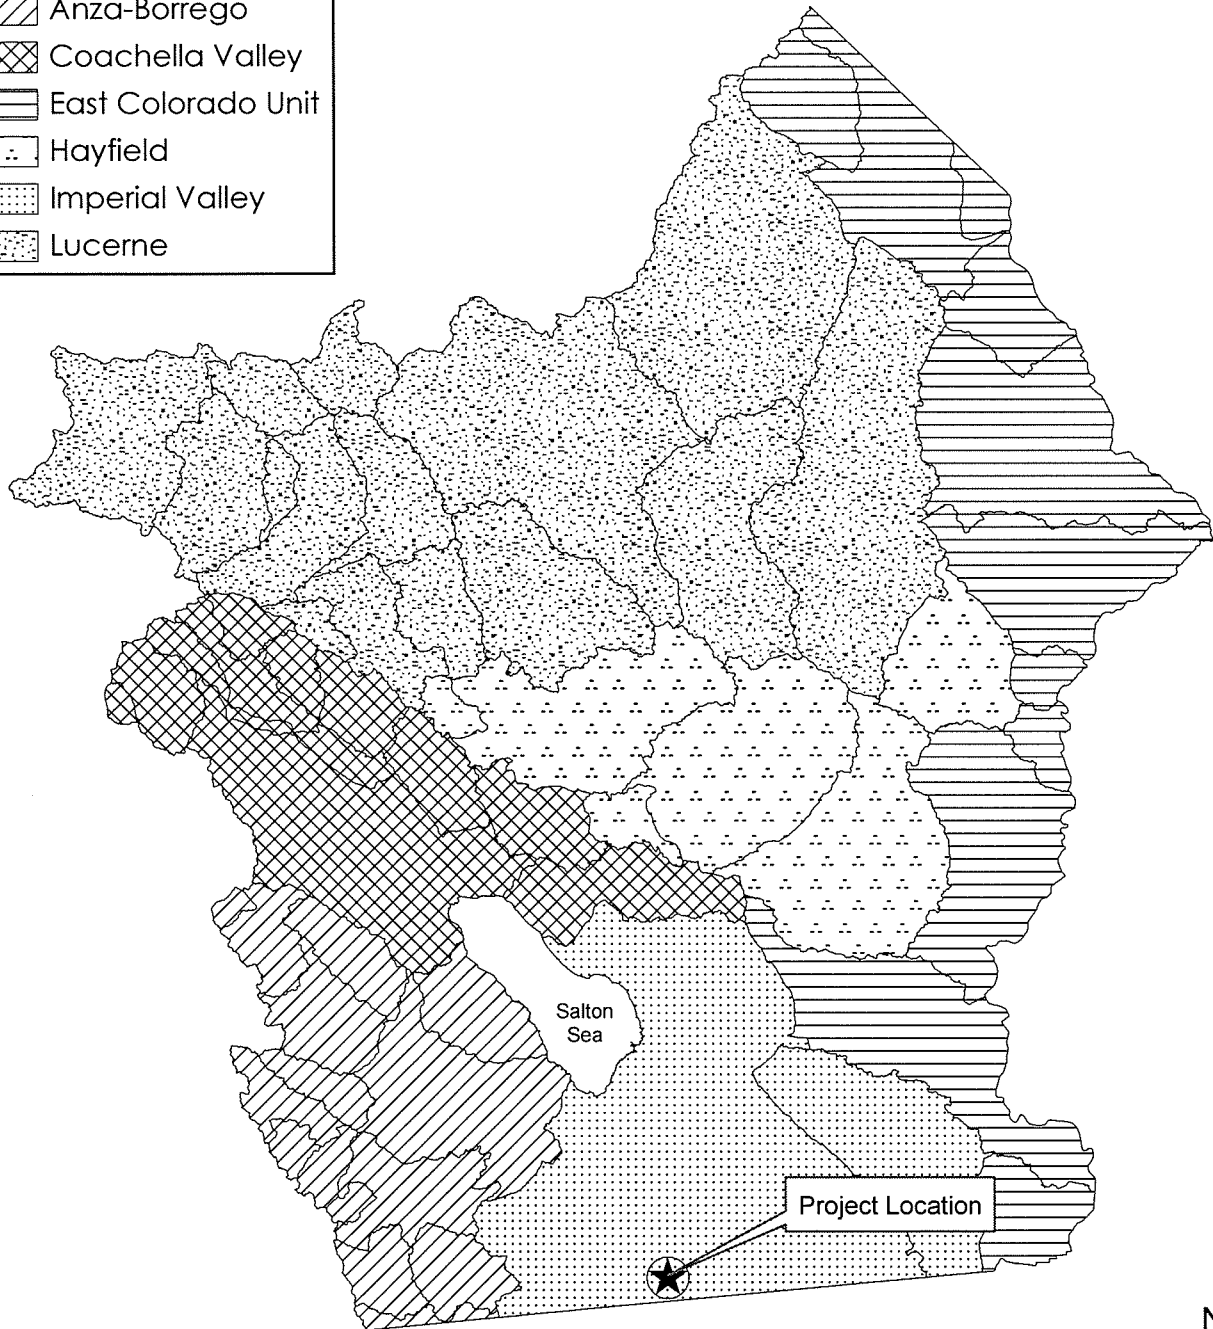 Anza-Borrego
Coachella Valley
East Colorado Unit
Hayfield
Imperial Valley
Lucerne
Salton
Sea
Project Location
N